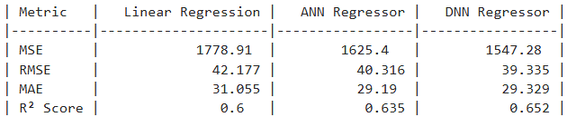 | Metric   |   Linear Regression |   ANN Regressor |   DNN Regressor |
|----------|---------------------|-----------------|-----------------|
| MSE      |            1778.91  |         1625.4  |        1547.28  |
| RMSE     |              42.177 |          40.316 |          39.335 |
| MAE      |              31.055 |          29.19  |          29.329 |
| R² Score |               0.6   |           0.635 |           0.652 |